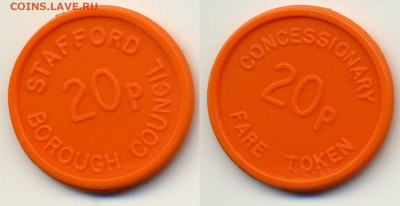 COINS.LAVE.RU
STAFFORD
20P
BOROUGH COUNCIL
CONCESSIONARY
20P
FARE TOKEN